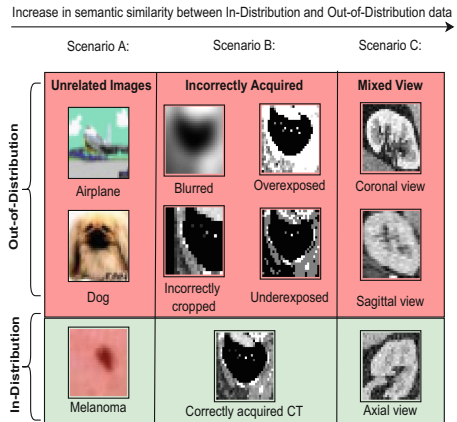 Increase in semantic similarity between In-Distribution and Out-of-Distribution data
Scenario A:
Scenario B:
Scenario C:
Out-of-Distribution
Unrelated Images
Incorrectly Acquired
Mixed View
Airplane
Blurred
Overexposed
Coronal view
Dog
Incorrectly
cropped
Underexposed
Sagittal view
In-Distribution
Melanoma
Correctly acquired CT
Axial view